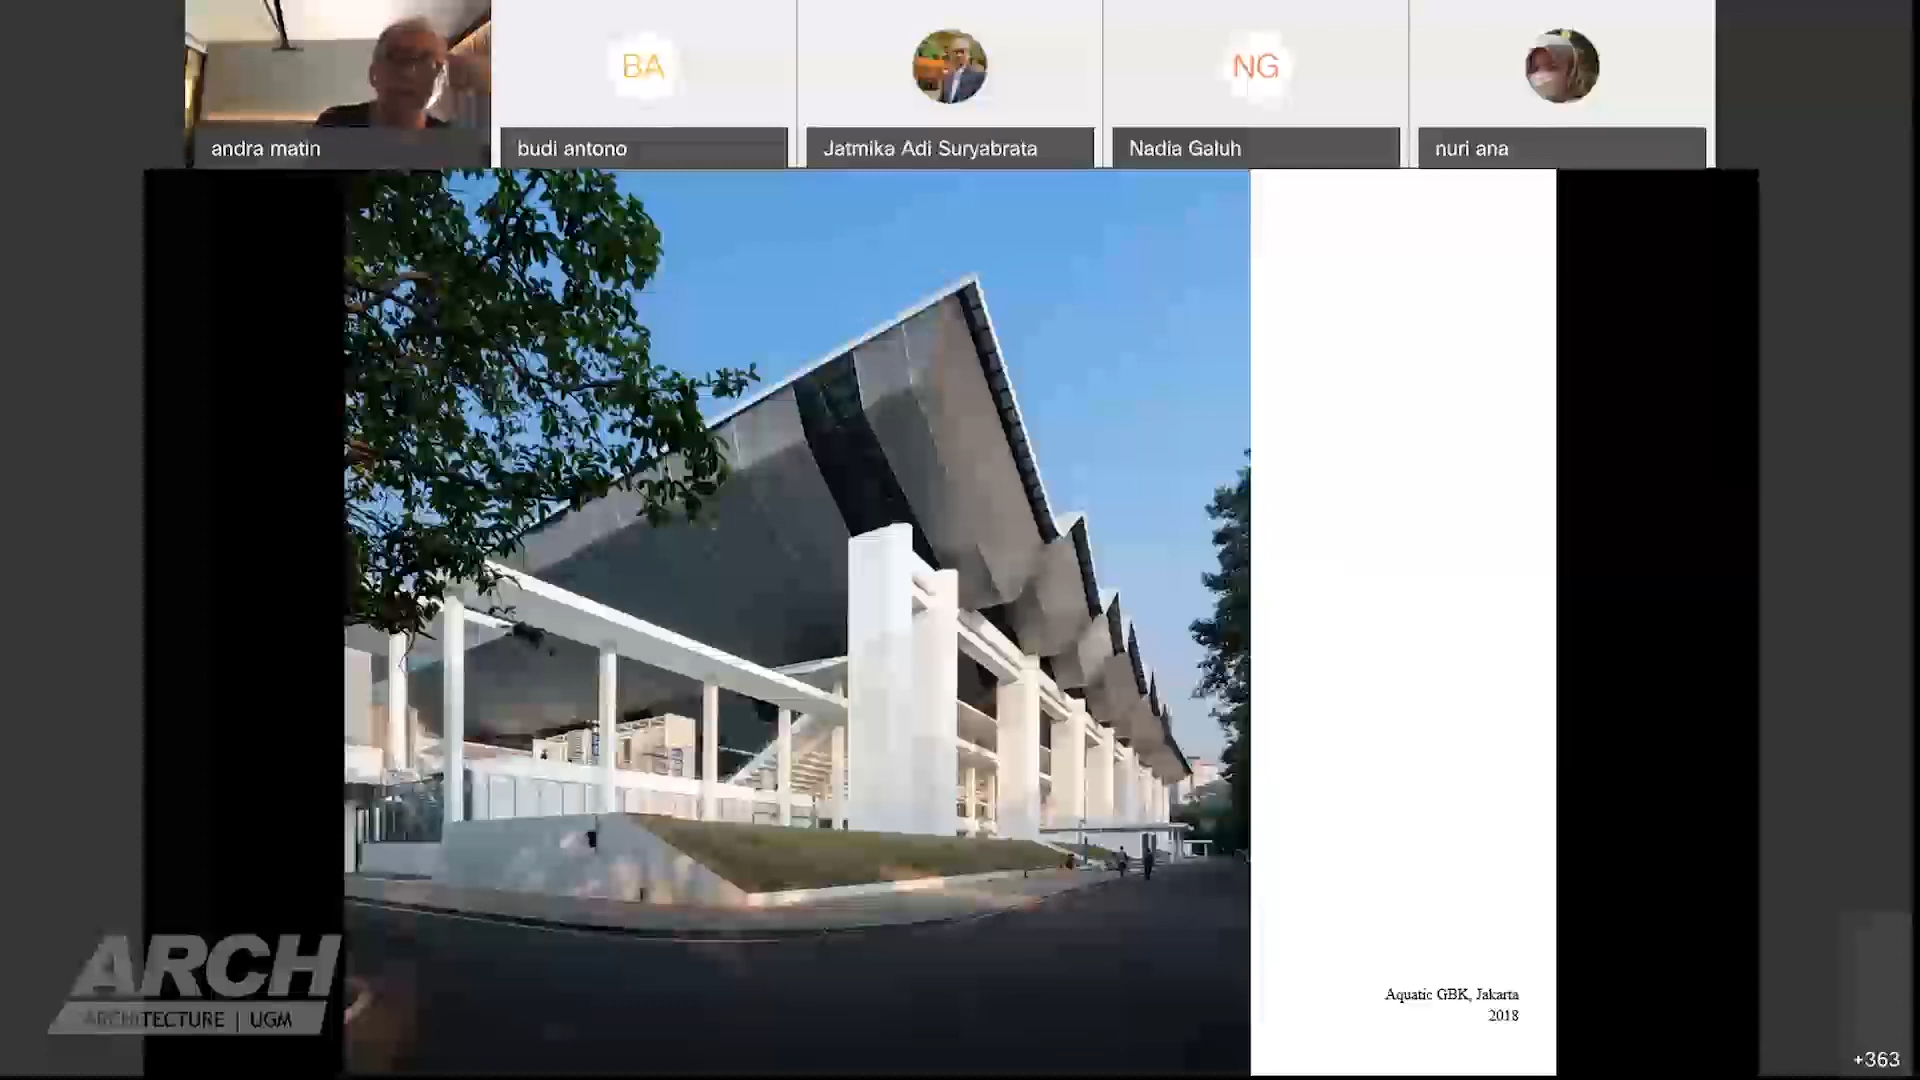 BA
NG
andra matin
budi antono
Jatmika Adi Suryabrata
Nadia Galuh
nuri ana
Aquatic GBK, Jakarta
2018
ARCH
ARCHITECTURE | UGM
+363